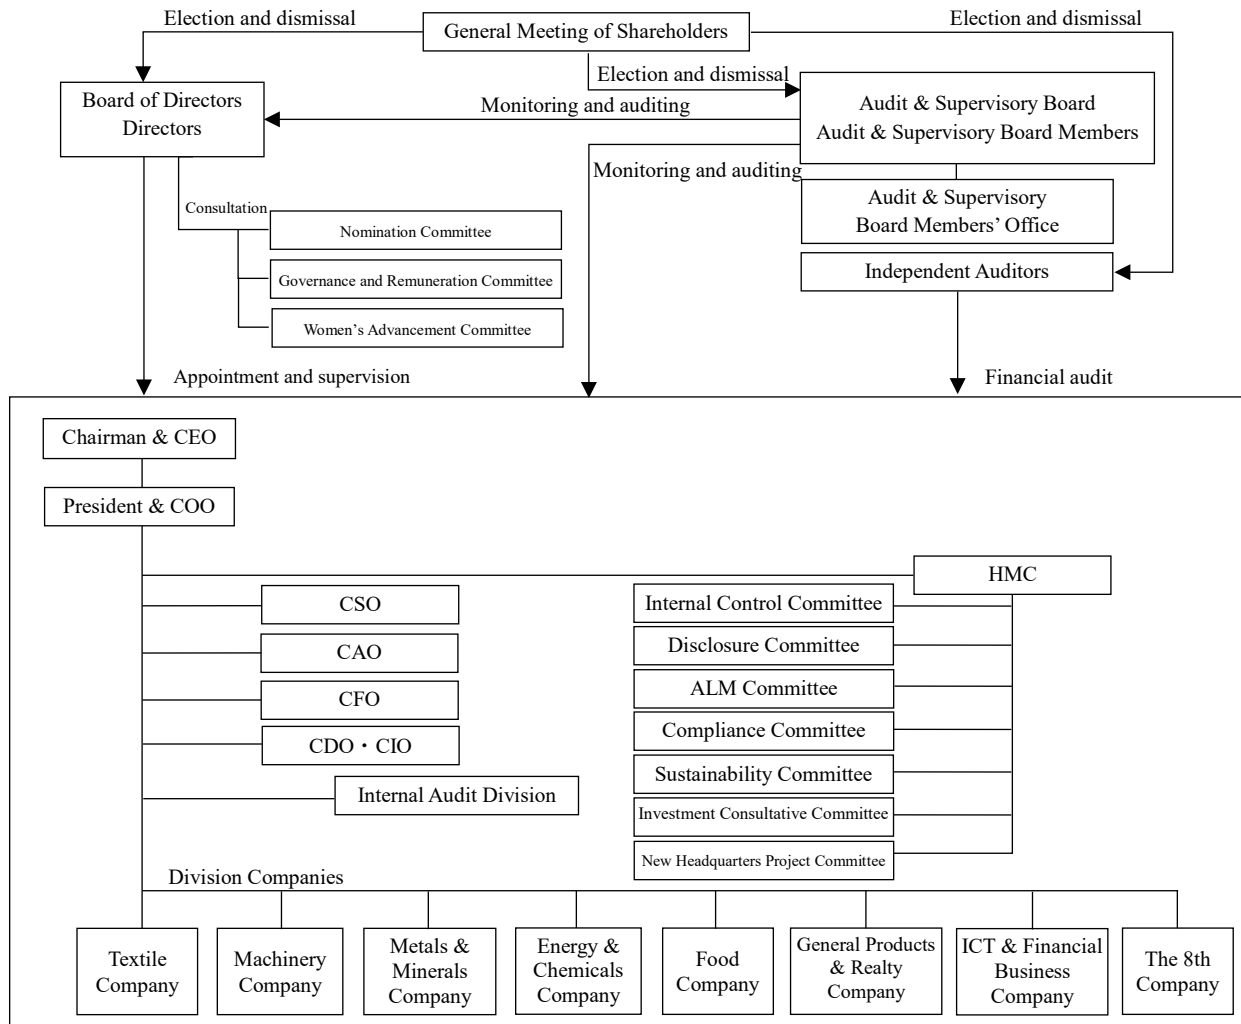 Election and dismissal
General Meeting of Shareholders
Election and dismissal
Election and dismissal
Board of Directors
Directors
Monitoring and auditing
Audit & Supervisory Board
Audit & Supervisory Board Members
Monitoring and auditing
Audit & Supervisory
Board Members’ Office
Consultation
Nomination Committee
Independent Auditors
Governance and Remuneration Committee
Women’s Advancement Committee
Appointment and supervision
Financial audit
Chairman & CEO
President & COO
HMC
CSO
Internal Control Committee
CAO
Disclosure Committee
CFO
ALM Committee
CDO・CIO
Compliance Committee
Internal Audit Division
Sustainability Committee
Investment Consultative Committee
New Headquarters Project Committee
Division Companies
Textile
Company
Machinery
Company
Metals &
Minerals
Company
Energy &
Chemicals
Company
Food
Company
General Products
& Realty
Company
ICT & Financial
Business
Company
The 8th
Company